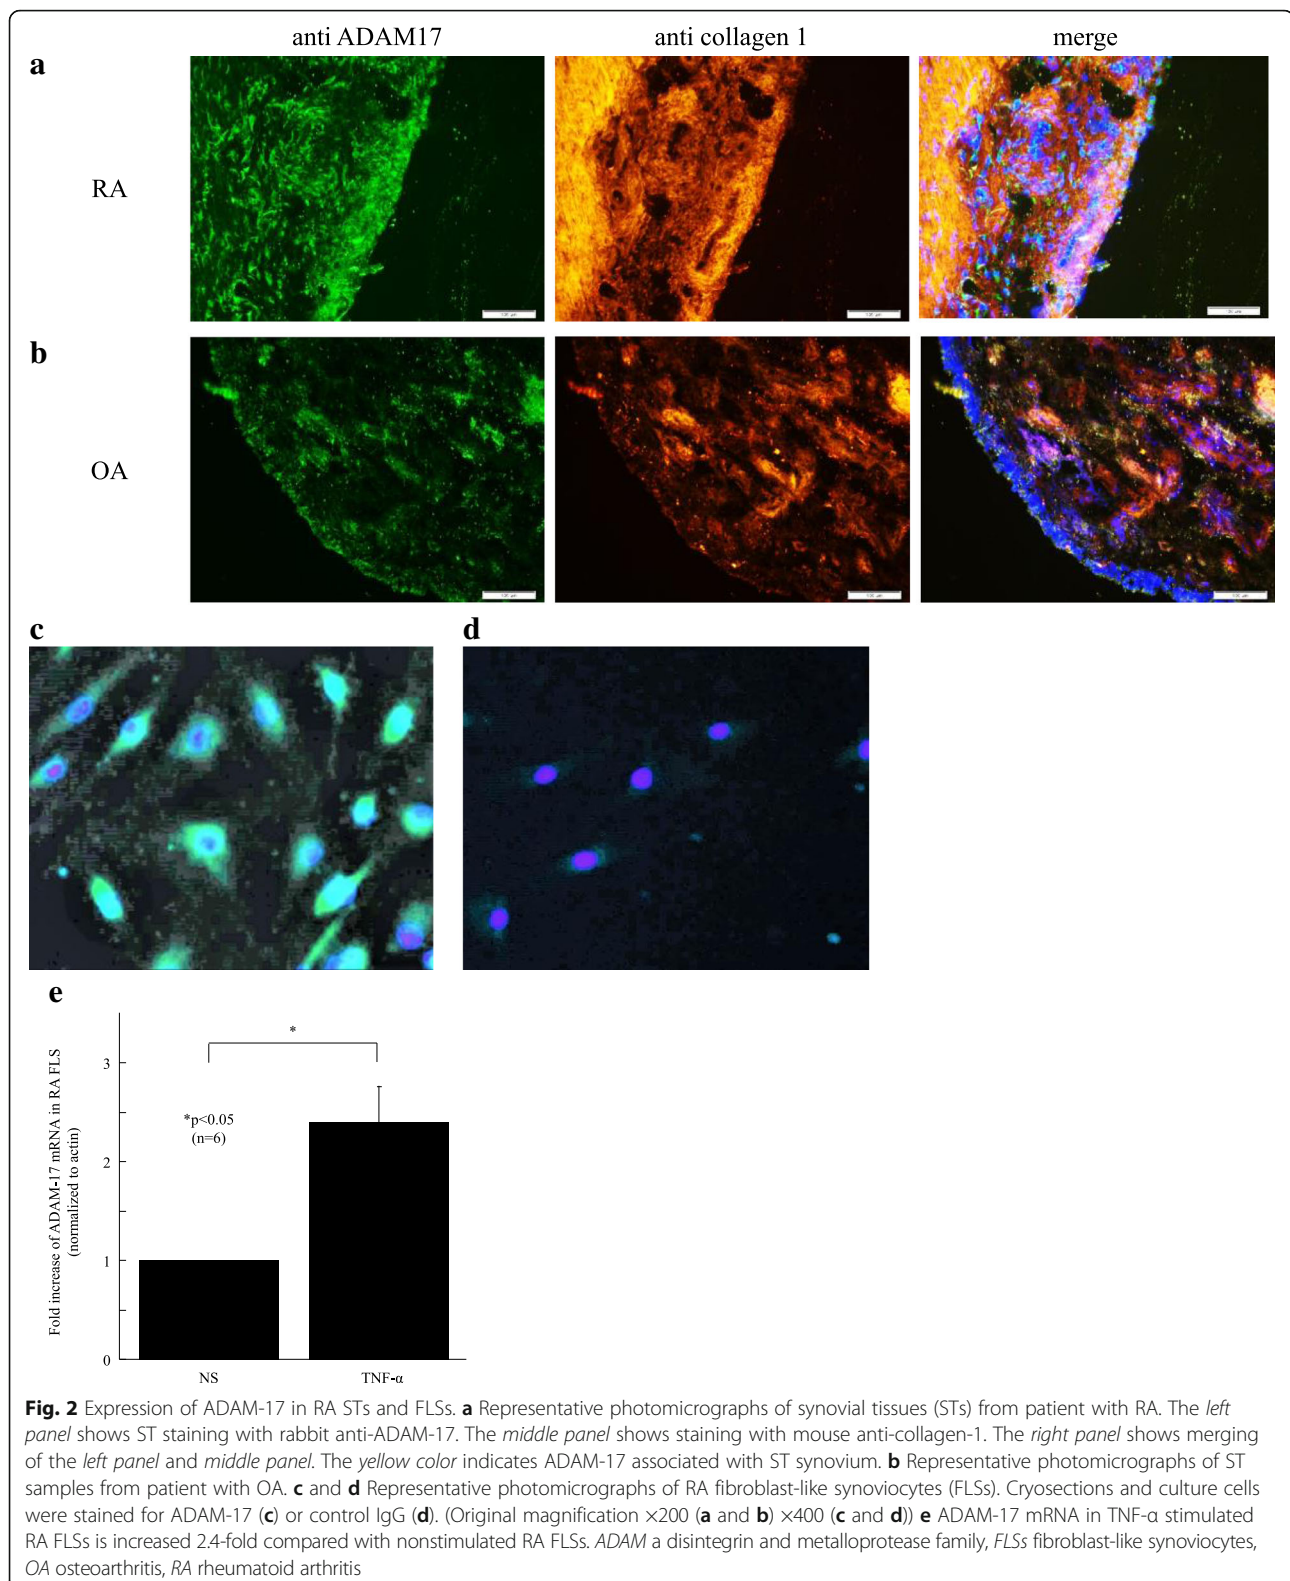 anti ADAM17 anti collagen 1 merge
a
RA
b
OA
c d
e
Fold increase of ADAM-17 mRNA in RA FLS
(normalized to actin)
3
2
1
0
*
*p<0.05
(n=6)
NS TNF-α
Fig. 2 Expression of ADAM-17 in RA STs and FLSs. a Representative photomicrographs of synovial tissues (STs) from patient with RA. The left
panel shows ST staining with rabbit anti-ADAM-17. The middle panel shows staining with mouse anti-collagen-1. The right panel shows merging
of the left panel and middle panel. The yellow color indicates ADAM-17 associated with ST synovium. b Representative photomicrographs of ST
samples from patient with OA. c and d Representative photomicrographs of RA fibroblast-like synoviocytes (FLSs). Cryosections and culture cells
were stained for ADAM-17 (c) or control IgG (d). (Original magnification ×200 (a and b) ×400 (c and d)) e ADAM-17 mRNA in TNF-α stimulated
RA FLSs is increased 2.4-fold compared with nonstimulated RA FLSs. ADAM a disintegrin and metalloprotease family, FLSs fibroblast-like synoviocytes,
OA osteoarthritis, RA rheumatoid arthritis